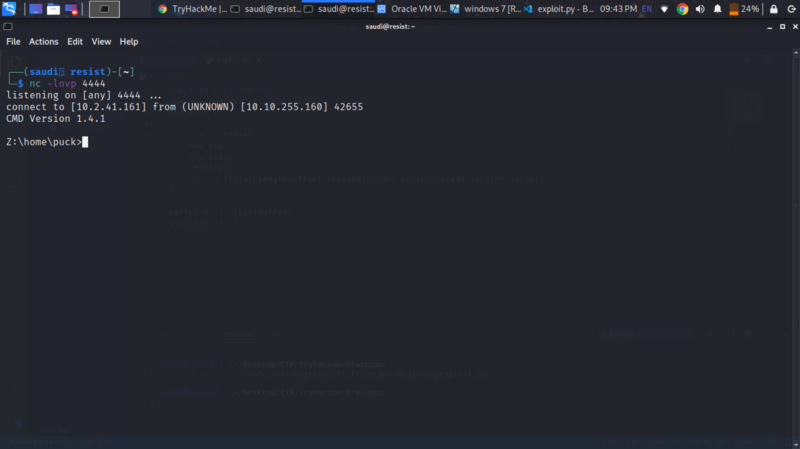 TryHackMe |... saudi@resist:... saudi@resist... Oracle VM Vi... windows 7 [R... exploit.py - B... EN 24% 09:43 PM
saudi@resist: ~
File Actions Edit View Help
(saudi resist)-[~]
$ nc -lnvp 4444
listening on [any] 4444 ...
connect to [10.2.41.161] from (UNKNOWN) [10.10.255.160] 42655
CMD Version 1.4.1
Z:\home\puck>